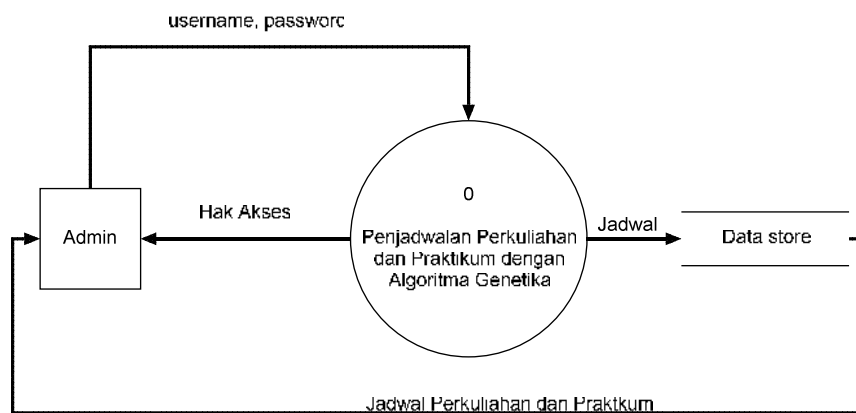 username, password
0
Hak Akses
Jadwal
Admin
Penjadwalan Perkuliahan
dan Praktikum dengan
Algoritma Genetika
Data store
Jadwal Perkuliahan dan Praktkum